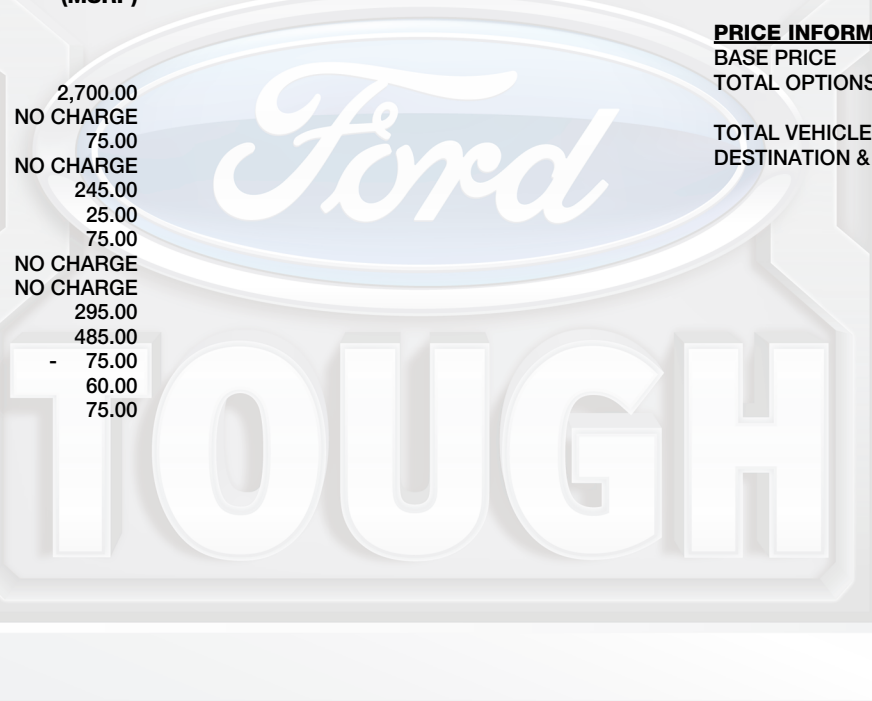 (MSRP)
2,700.00
NO CHARGE
75.00
NO CHARGE
245.00
25.00
75.00
NO CHARGE
NO CHARGE
295.00
485.00
- 75.00
60.00
75.00
PRICE INFORM
BASE PRICE
TOTAL OPTIONS
TOTAL VEHICLE
DESTINATION &
Ford
TOUGH